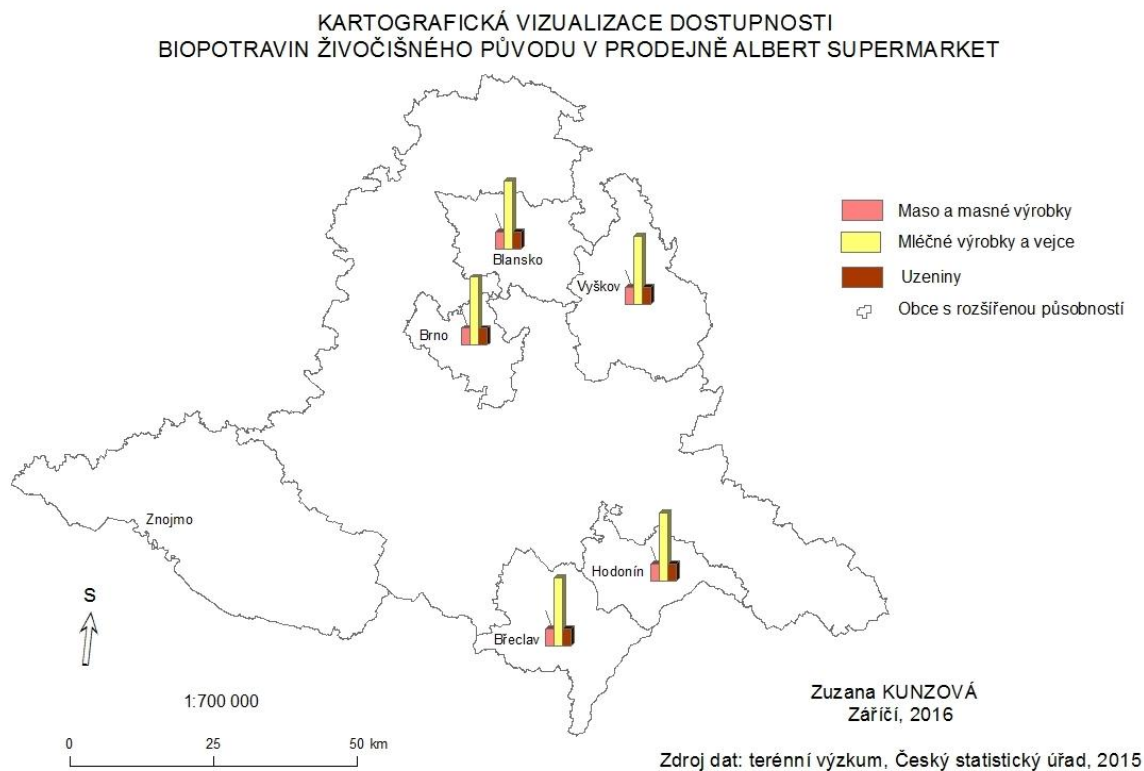 KARTOGRAFICKÁ VIZUALIZACE DOSTUPNOSTI
BIOPOTRAVIN ŽIVOČIŠNÉHO PŮVODU V PRODEJNĚ ALBERT SUPERMARKET
Maso a masné výrobky
Mléčné výrobky a vejce
Uzeniny
Obce s rozšířenou působností
Blansko
Vyškov
Brno
Znojmo
Hodonín
Břeclav
S
1:700 000
0 25 50 km
Zuzana KUNZOVÁ
Záříčí, 2016
Zdroj dat: terénní výzkum, Český statistický úřad, 2015